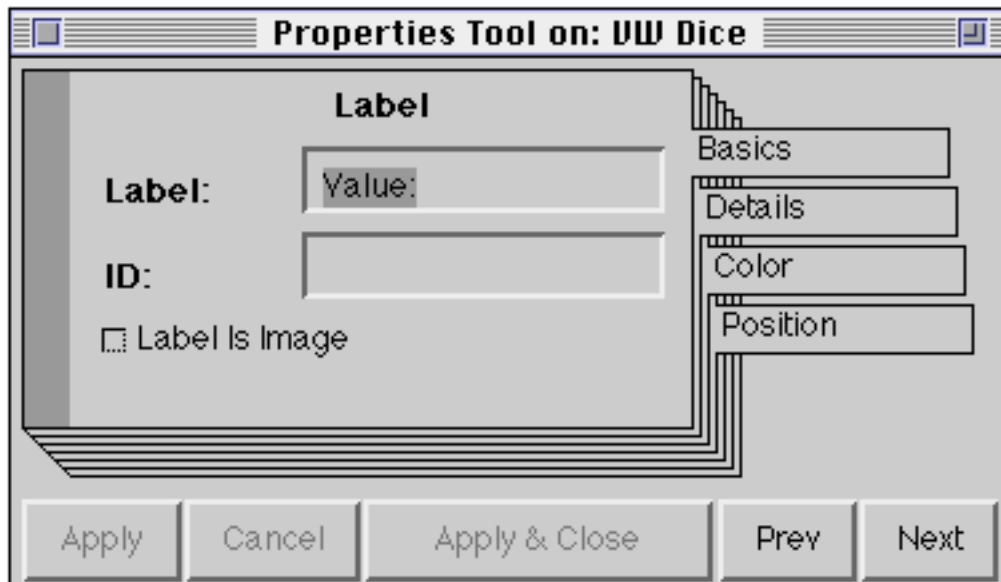 Properties Tool on: VW Dice
Label
Basics
Label: Value:
Details
ID:
Color
Label Is Image
Position
Apply Cancel Apply & Close Prev Next